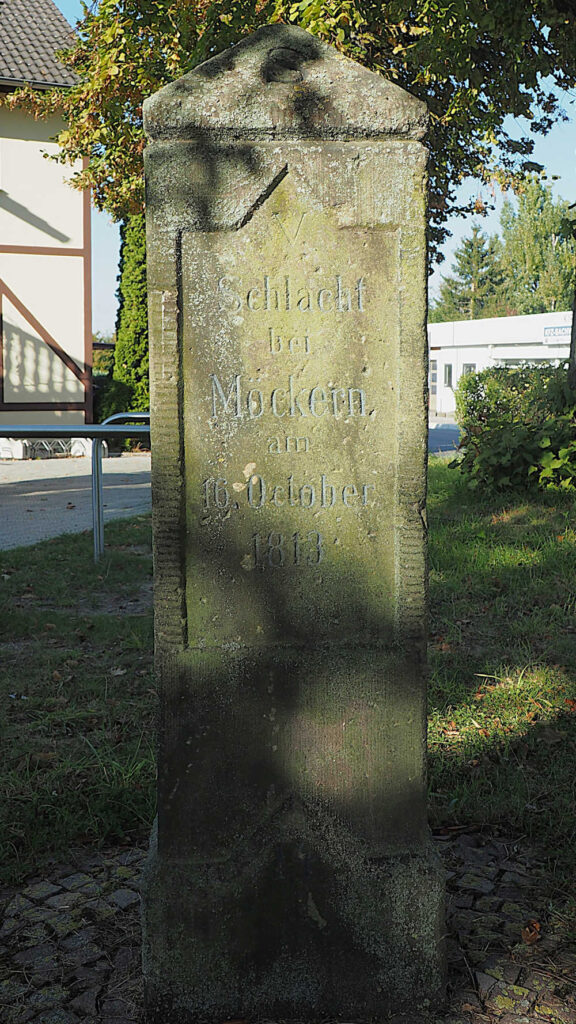 V
Schlacht
bei
Möckern
am
16. October
1813